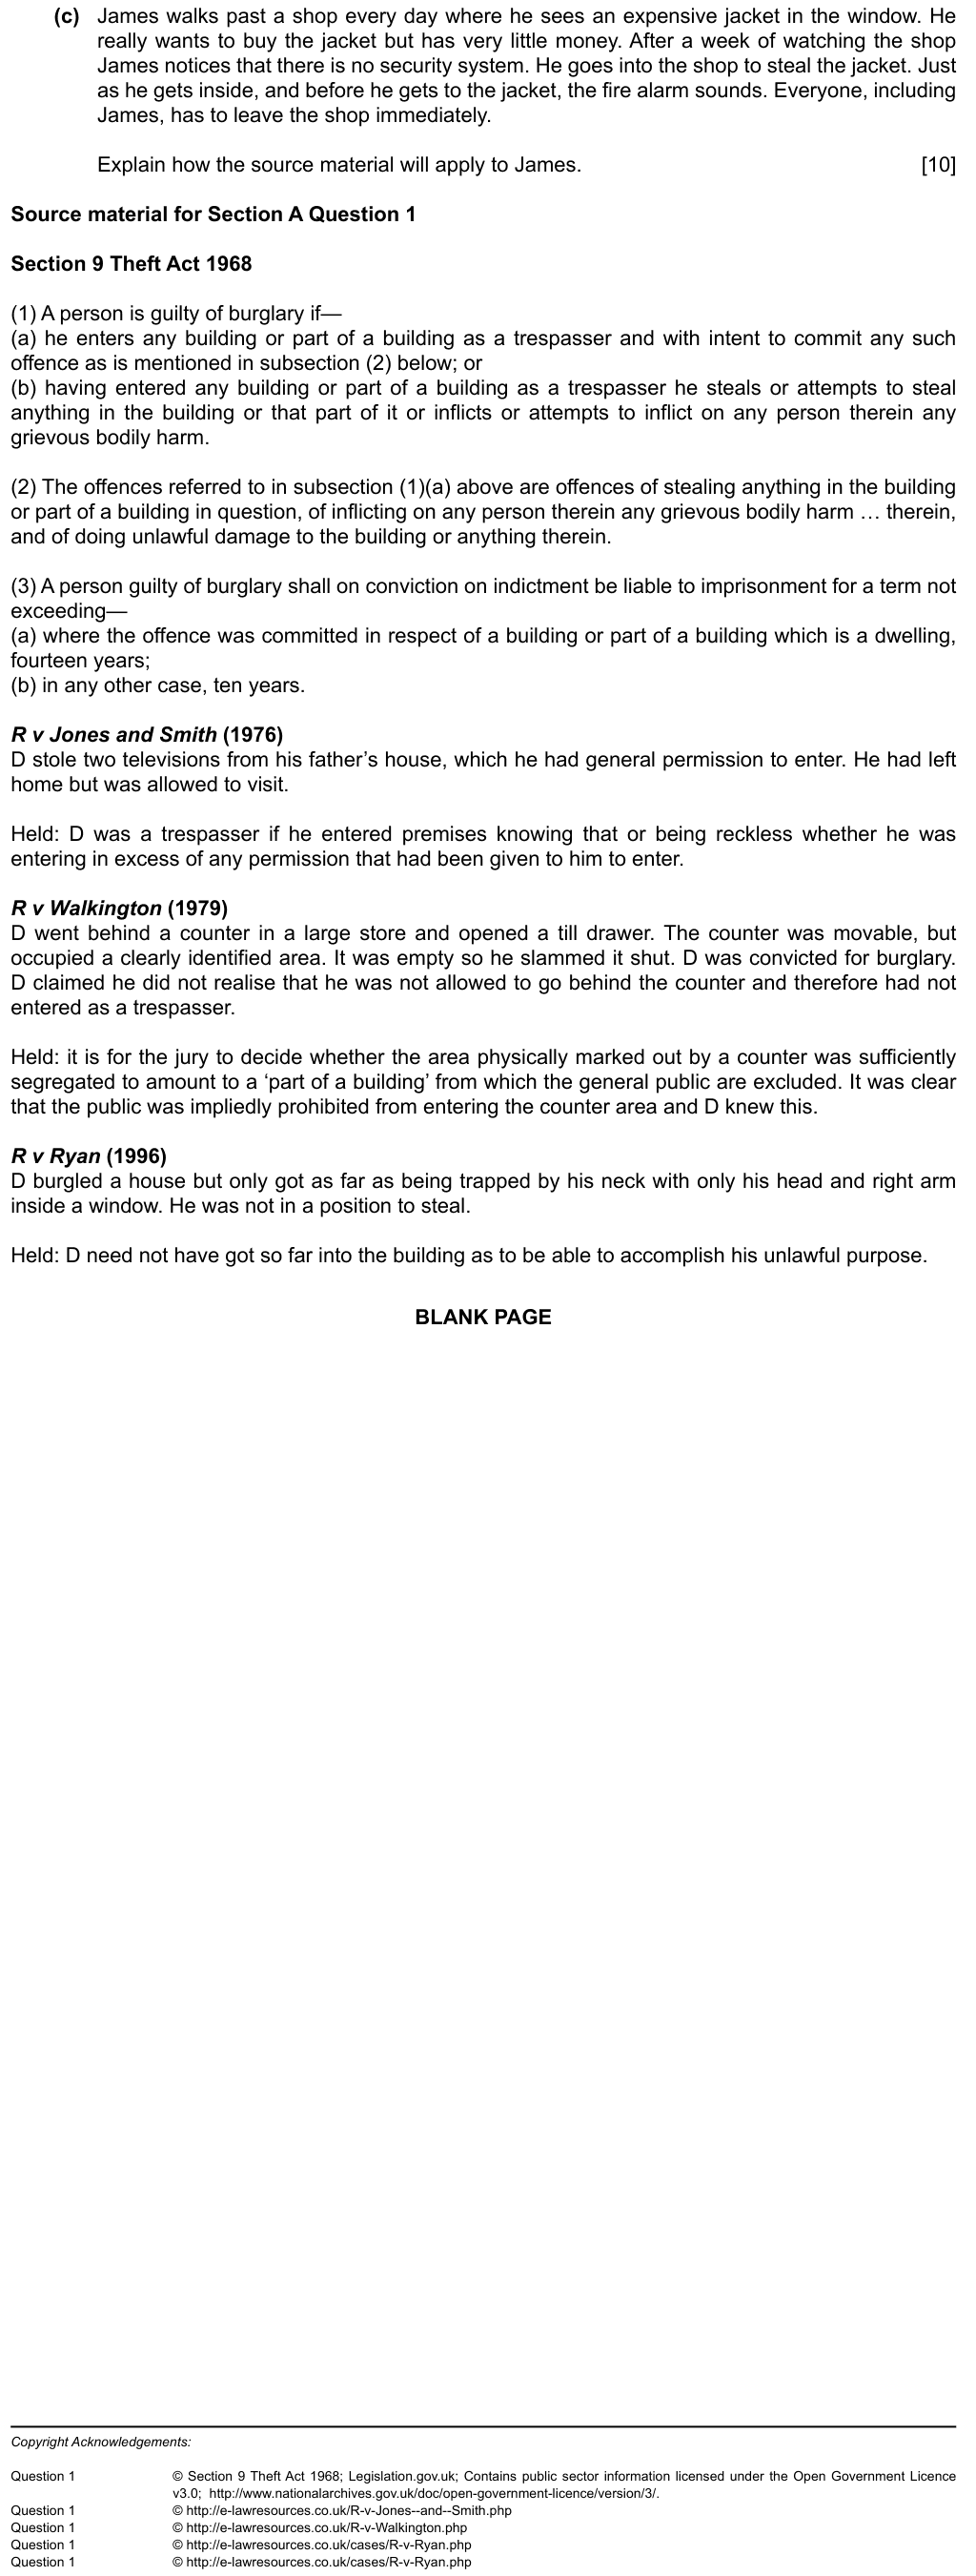 (c) James walks past a shop every day where he sees an expensive jacket in the window. He
really wants to buy the jacket but has very little money. After a week of watching the shop
James notices that there is no security system. He goes into the shop to steal the jacket. Just
as he gets inside, and before he gets to the jacket, the fire alarm sounds. Everyone, including
James, has to leave the shop immediately.
Explain how the source material will apply to James. [10]
Source material for Section A Question 1
Section 9 Theft Act 1968
(1) A person is guilty of burglary if—
(a) he enters any building or part of a building as a trespasser and with intent to commit any such
offence as is mentioned in subsection (2) below; or
(b) having entered any building or part of a building as a trespasser he steals or attempts to steal
anything in the building or that part of it or inflicts or attempts to inflict on any person therein any
grievous bodily harm.
(2) The offences referred to in subsection (1)(a) above are offences of stealing anything in the building
or part of a building in question, of inflicting on any person therein any grievous bodily harm … therein,
and of doing unlawful damage to the building or anything therein.
(3) A person guilty of burglary shall on conviction on indictment be liable to imprisonment for a term not
exceeding—
(a) where the offence was committed in respect of a building or part of a building which is a dwelling,
fourteen years;
(b) in any other case, ten years.
R v Jones and Smith (1976)
D stole two televisions from his father’s house, which he had general permission to enter. He had left
home but was allowed to visit.
Held: D was a trespasser if he entered premises knowing that or being reckless whether he was
entering in excess of any permission that had been given to him to enter.
R v Walkington (1979)
D went behind a counter in a large store and opened a till drawer. The counter was movable, but
occupied a clearly identified area. It was empty so he slammed it shut. D was convicted for burglary.
D claimed he did not realise that he was not allowed to go behind the counter and therefore had not
entered as a trespasser.
Held: it is for the jury to decide whether the area physically marked out by a counter was sufficiently
segregated to amount to a ‘part of a building’ from which the general public are excluded. It was clear
that the public was impliedly prohibited from entering the counter area and D knew this.
R v Ryan (1996)
D burgled a house but only got as far as being trapped by his neck with only his head and right arm
inside a window. He was not in a position to steal.
Held: D need not have got so far into the building as to be able to accomplish his unlawful purpose.
BLANK PAGE
Copyright Acknowledgements:
Question 1 © Section 9 Theft Act 1968; Legislation.gov.uk; Contains public sector information licensed under the Open Government Licence
v3.0; http://www.nationalarchives.gov.uk/doc/open-government-licence/version/3/.
Question 1 © http://e-lawresources.co.uk/R-v-Jones--and--Smith.php
Question 1 © http://e-lawresources.co.uk/R-v-Walkington.php
Question 1 © http://e-lawresources.co.uk/cases/R-v-Ryan.php
Question 1 © http://e-lawresources.co.uk/cases/R-v-Ryan.php